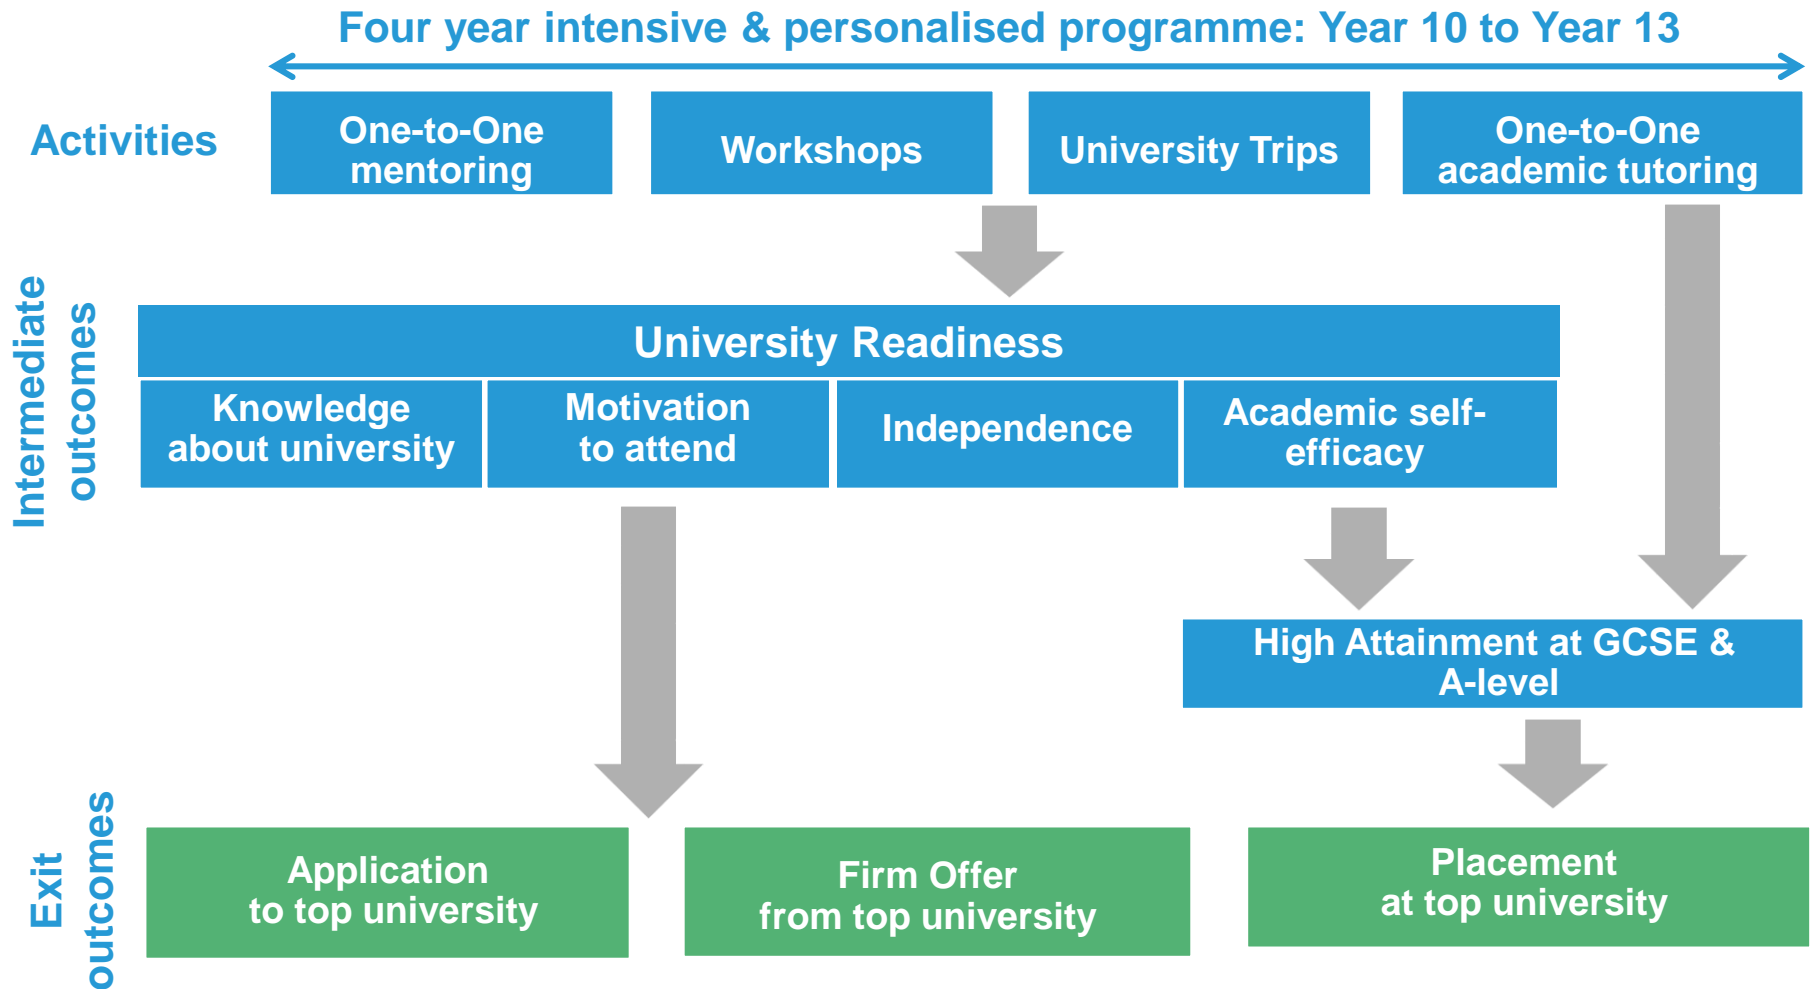 Four year intensive & personalised programme: Year 10 to Year 13
Activities
One-to-One
mentoring
Workshops
University Trips
One-to-One
academic tutoring
Intermediate
outcomes
University Readiness
Knowledge
about university
Motivation
to attend
Independence
Academic self-
efficacy
High Attainment at GCSE &
A-level
Exit
outcomes
Application
to top university
Firm Offer
from top university
Placement
at top university